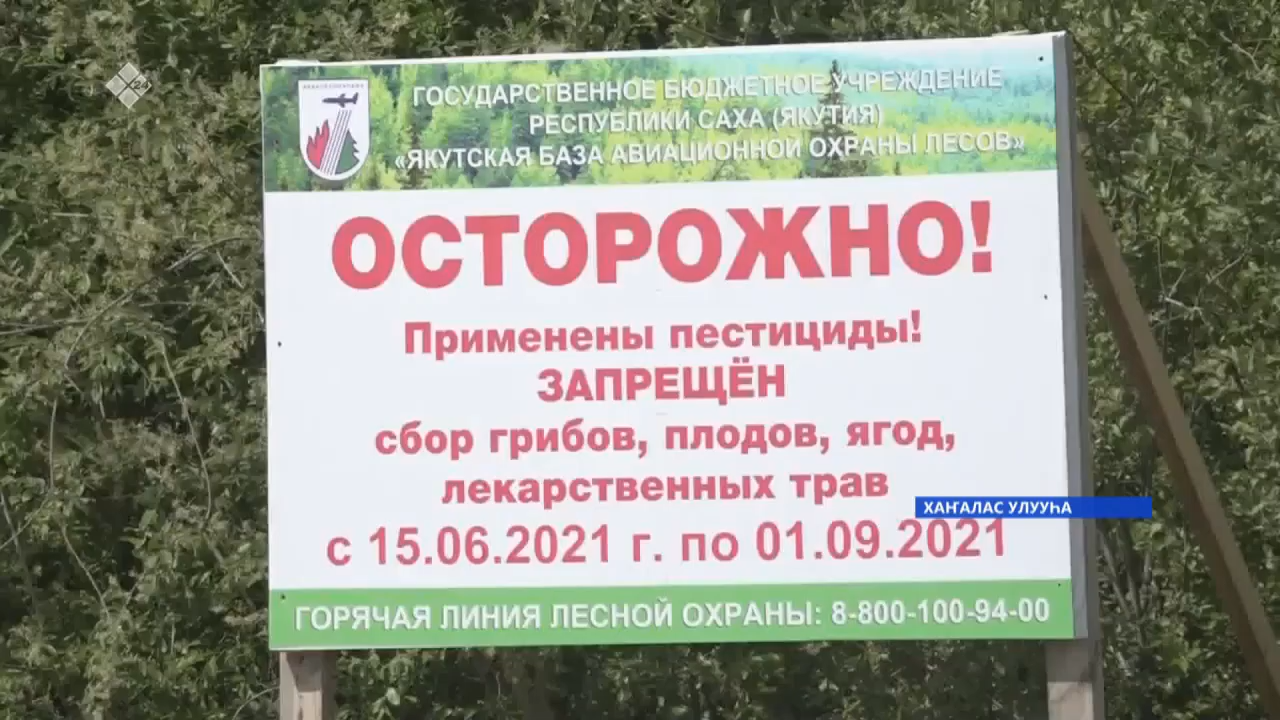 ГОСУДАРСТВЕННОЕ БЮДЖЕТНОЕ УЧРЕЖДЕНИЕ
РЕСПУБЛИКИ САХА (ЯКУТИЯ)
«ЯКУТСКАЯ БАЗА АВИАЦИОННОЙ ОХРАНЫ ЛЕСОВ»
ОСТОРОЖНО!
Применены пестициды!
ЗАПРЕЩЁН
сбор грибов, плодов, ягод,
лекарственных трав
ХАҤАЛАС УЛУУҺА
с 15.06.2021 г. по 01.09.2021
ГОРЯЧАЯ ЛИНИЯ ЛЕСНОЙ ОХРАНЫ: 8-800-100-94-00